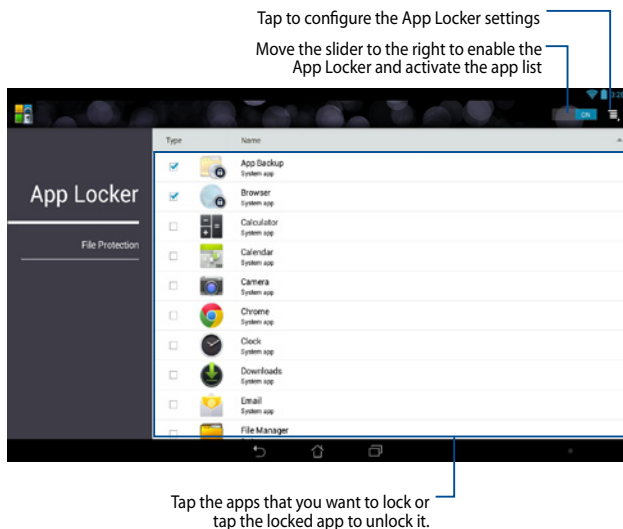 Tap to configure the App Locker settings
Move the slider to the right to enable the
App Locker and activate the app list
ON
Type Name
App Locker
File Protection
App Backup
System app
Browser
System app
Calculator
System app
Calendar
System app
Camera
System app
Chrome
System app
Clock
System app
Downloads
System app
Email
System app
File Manager
Tap the apps that you want to lock or
tap the locked app to unlock it.